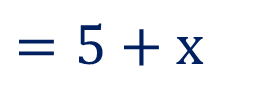 = 5 + x